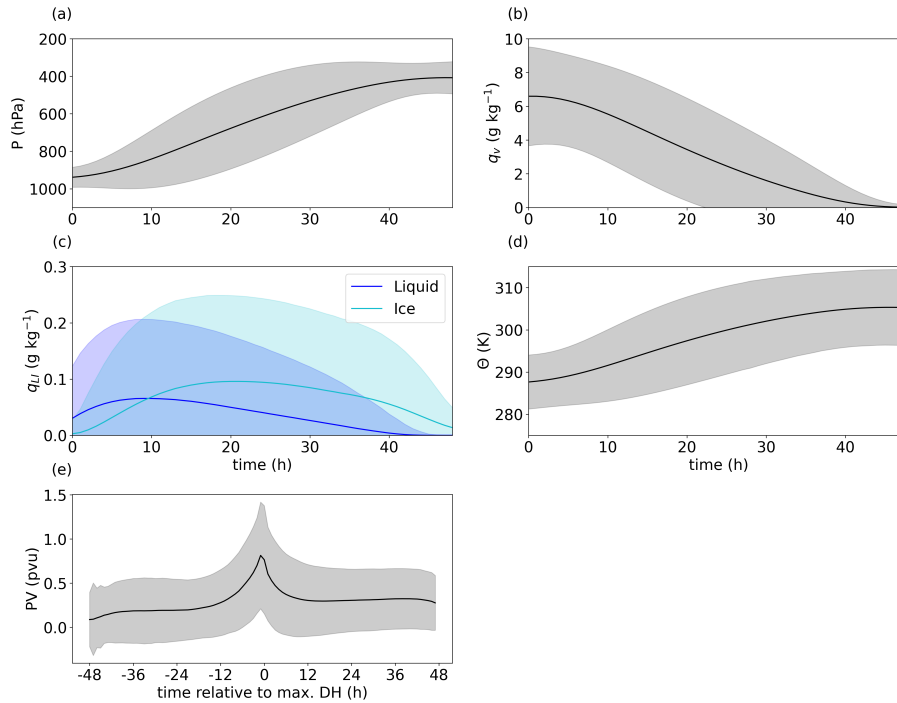 (a)
200
400
600
800
1000
P (hPa)
0 10 20 30 40
(b)
10
8
6
4
2
0
q_v (g kg⁻¹)
0 10 20 30 40
(c)
0.3
0.2
0.1
0.0
q_LI (g kg⁻¹)
Liquid
Ice
0 10 20 30 40
time (h)
(d)
310
300
290
280
Θ (K)
0 10 20 30 40
time (h)
(e)
1.5
1.0
0.5
0.0
PV (pvu)
-48 -36 -24 -12 0 12 24 36 48
time relative to max. DH (h)